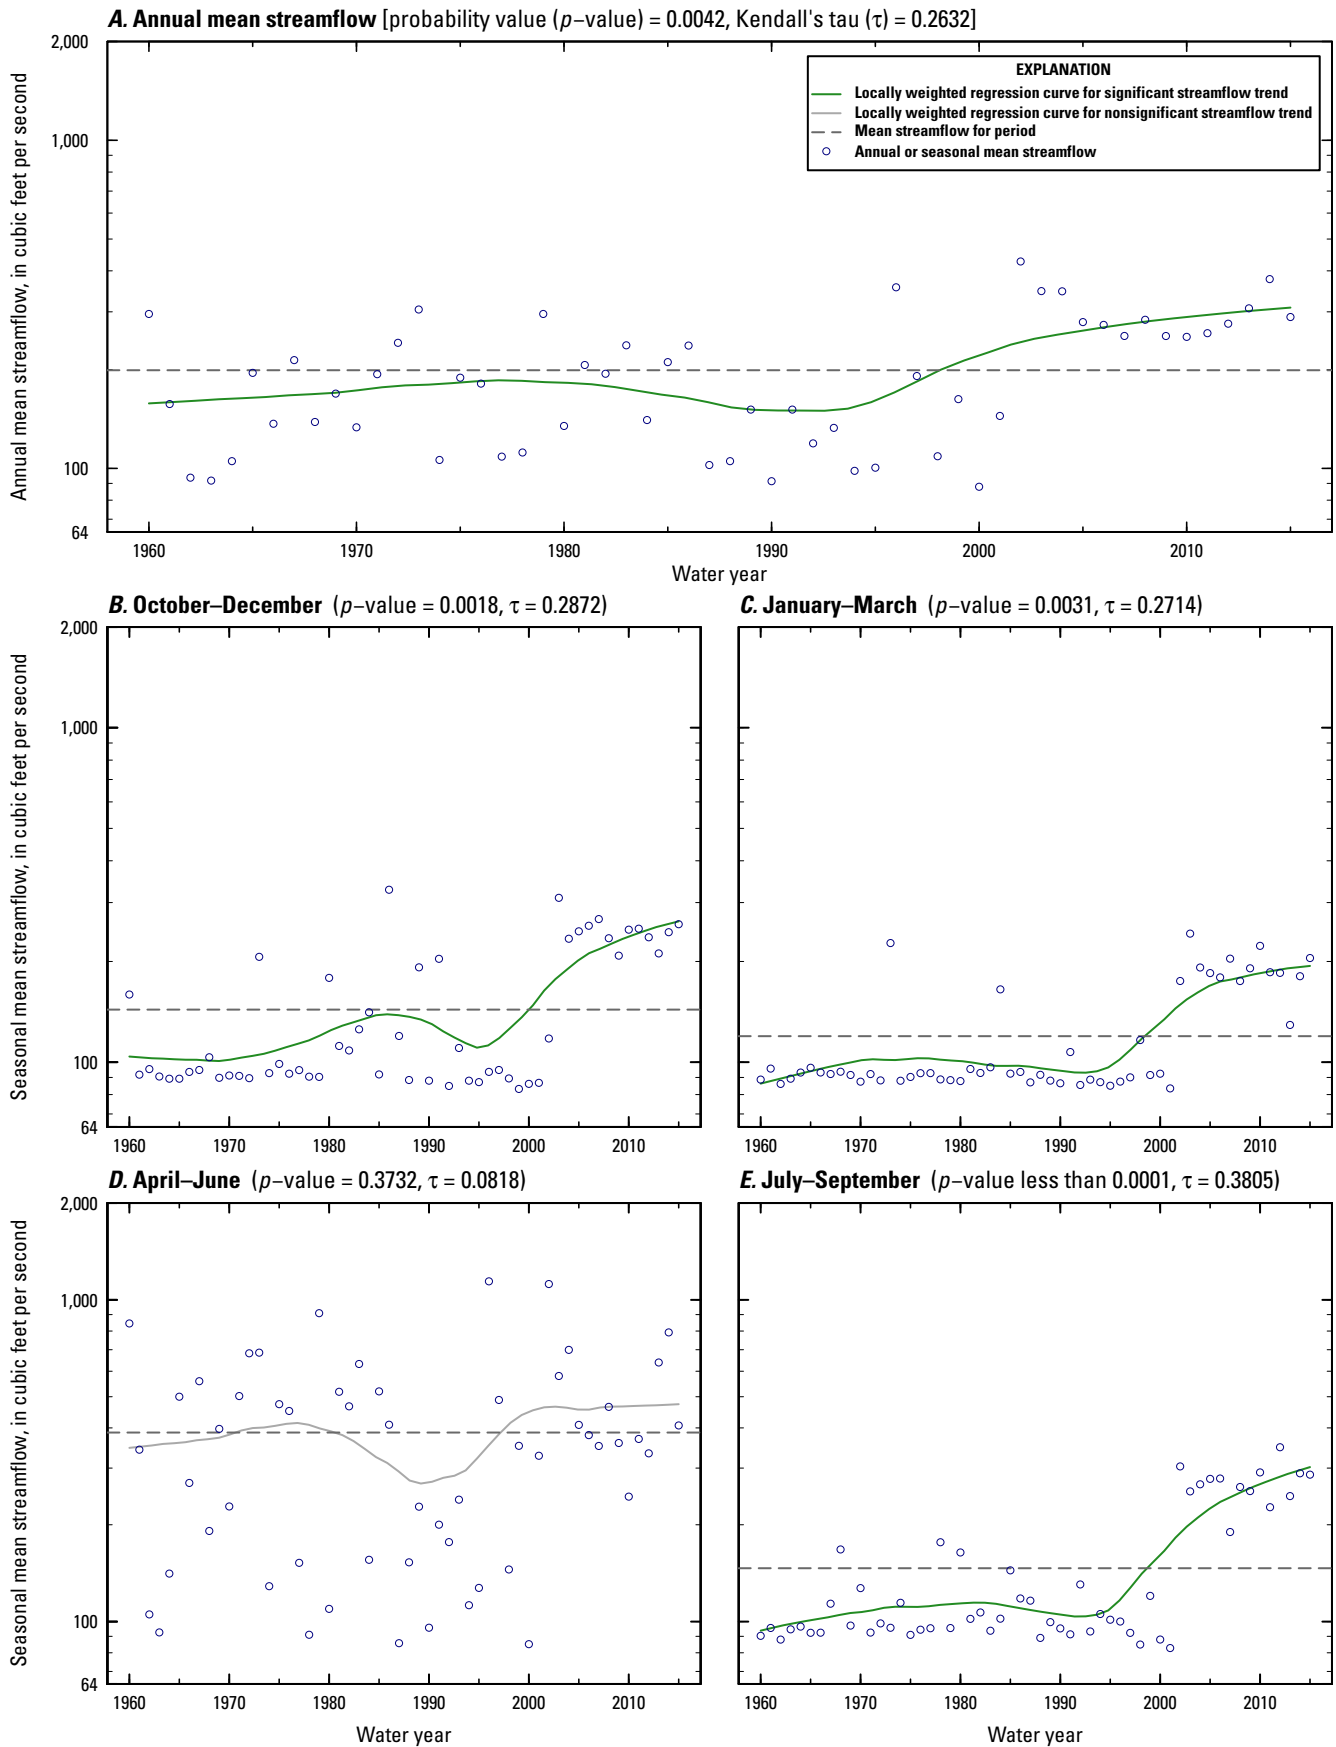 A. Annual mean streamflow [probability value (p–value) = 0.0042, Kendall's tau (τ) = 0.2632]
Annual mean streamflow, in cubic feet per second
2,000
1,000
100
64
EXPLANATION
Locally weighted regression curve for significant streamflow trend
Locally weighted regression curve for nonsignificant streamflow trend
Mean streamflow for period
Annual or seasonal mean streamflow
1960 1970 1980 1990 2000 2010
Water year
B. October–December (p–value = 0.0018, τ = 0.2872)
Seasonal mean streamflow, in cubic feet per second
2,000
1,000
100
64
1960 1970 1980 1990 2000 2010
C. January–March (p–value = 0.0031, τ = 0.2714)
1960 1970 1980 1990 2000 2010
D. April–June (p–value = 0.3732, τ = 0.0818)
Seasonal mean streamflow, in cubic feet per second
2,000
1,000
100
64
1960 1970 1980 1990 2000 2010
Water year
E. July–September (p–value less than 0.0001, τ = 0.3805)
1960 1970 1980 1990 2000 2010
Water year